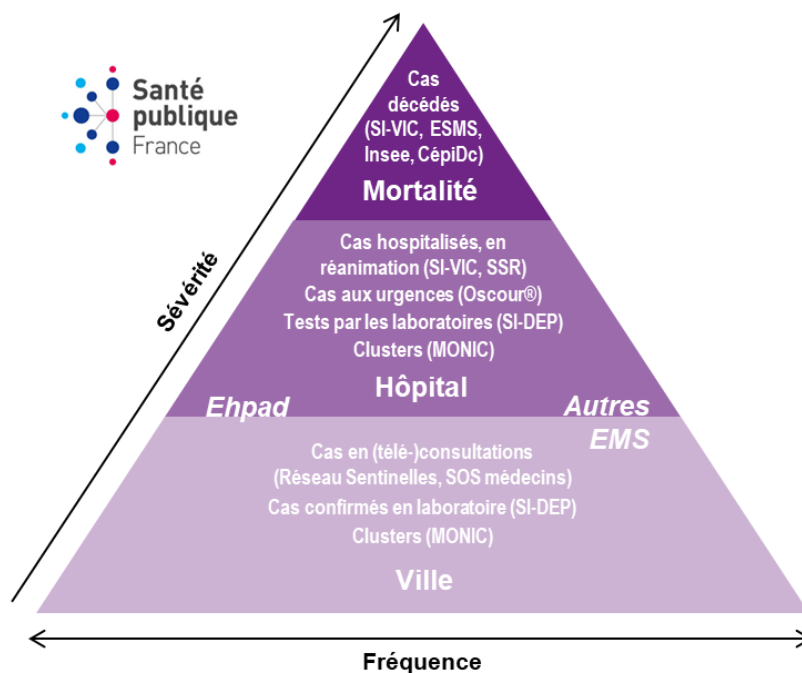 Santé
publique
France
Cas
décédés
(SI-VIC, ESMS,
Insee, CépiDc)
Mortalité
Sévérité
Cas hospitalisés, en
réanimation (SI-VIC, SSR)
Cas aux urgences (Oscour®)
Tests par les laboratoires (SI-DEP)
Clusters (MONIC)
Hôpital
Ehpad
Autres
EMS
Cas en (télé-)consultations
(Réseau Sentinelles, SOS médecins)
Cas confirmés en laboratoire (SI-DEP)
Clusters (MONIC)
Ville
Fréquence